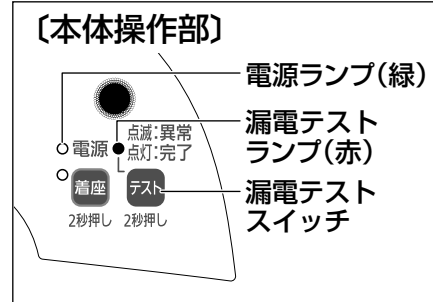 〔本体操作部〕
電源ランプ(緑)
点滅:異常
漏電テスト
電源
点灯:完了
ランプ(赤)
着座
テスト
漏電テスト
スイッチ
2秒押し
2秒押し